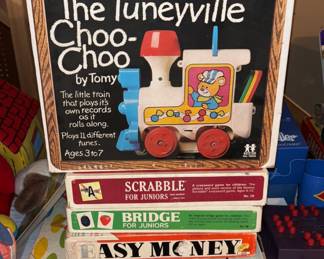 The Tuneyville
Choo-
Choo
by Tomy
The little train
that plays it's
own records
as it
rolls along.
Plays 11 different
tunes.
Ages 3 to 7
A
SCRABBLE
FOR JUNIORS
BRIDGE
FOR JUNIORS
EASY MONEY